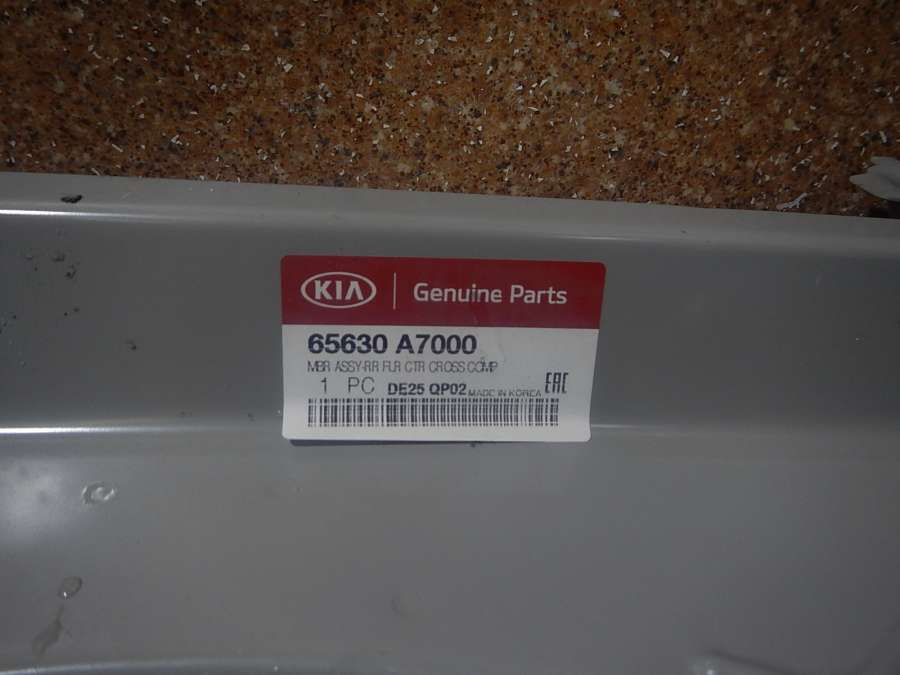 KIA Genuine Parts
65630 A7000
MBR ASSY-RR FLR CTR CROSS COMP
1 PC DE25 QP02 MADE IN KOREA EAC